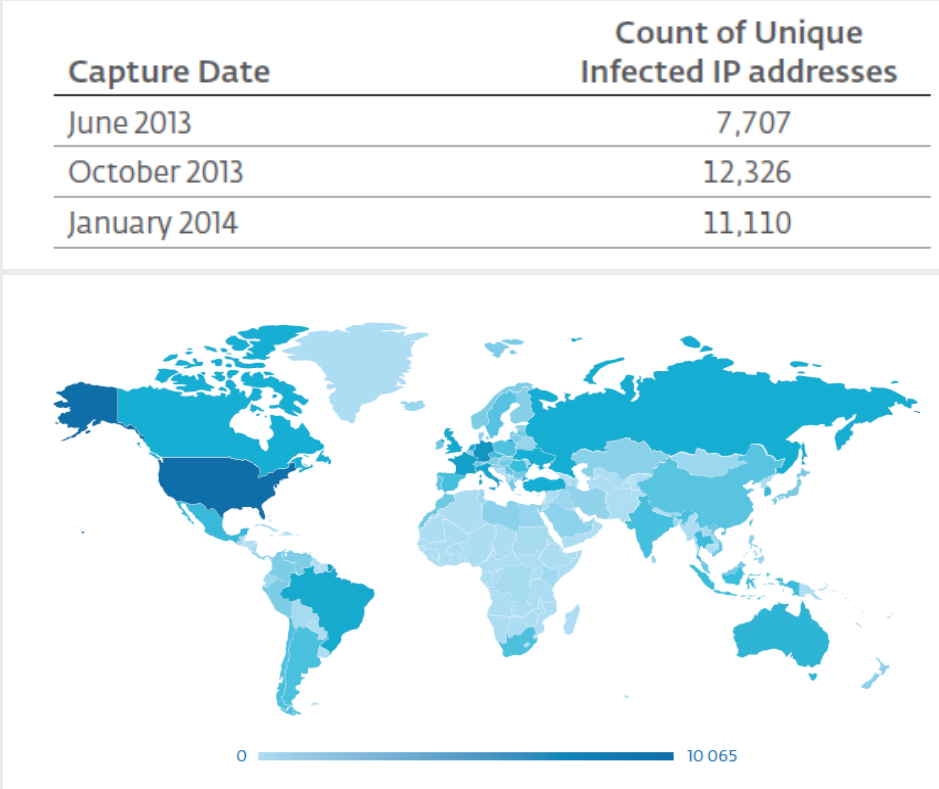 Count of Unique
Capture Date Infected IP addresses
June 2013 7,707
October 2013 12,326
January 2014 11,110
0 10 065